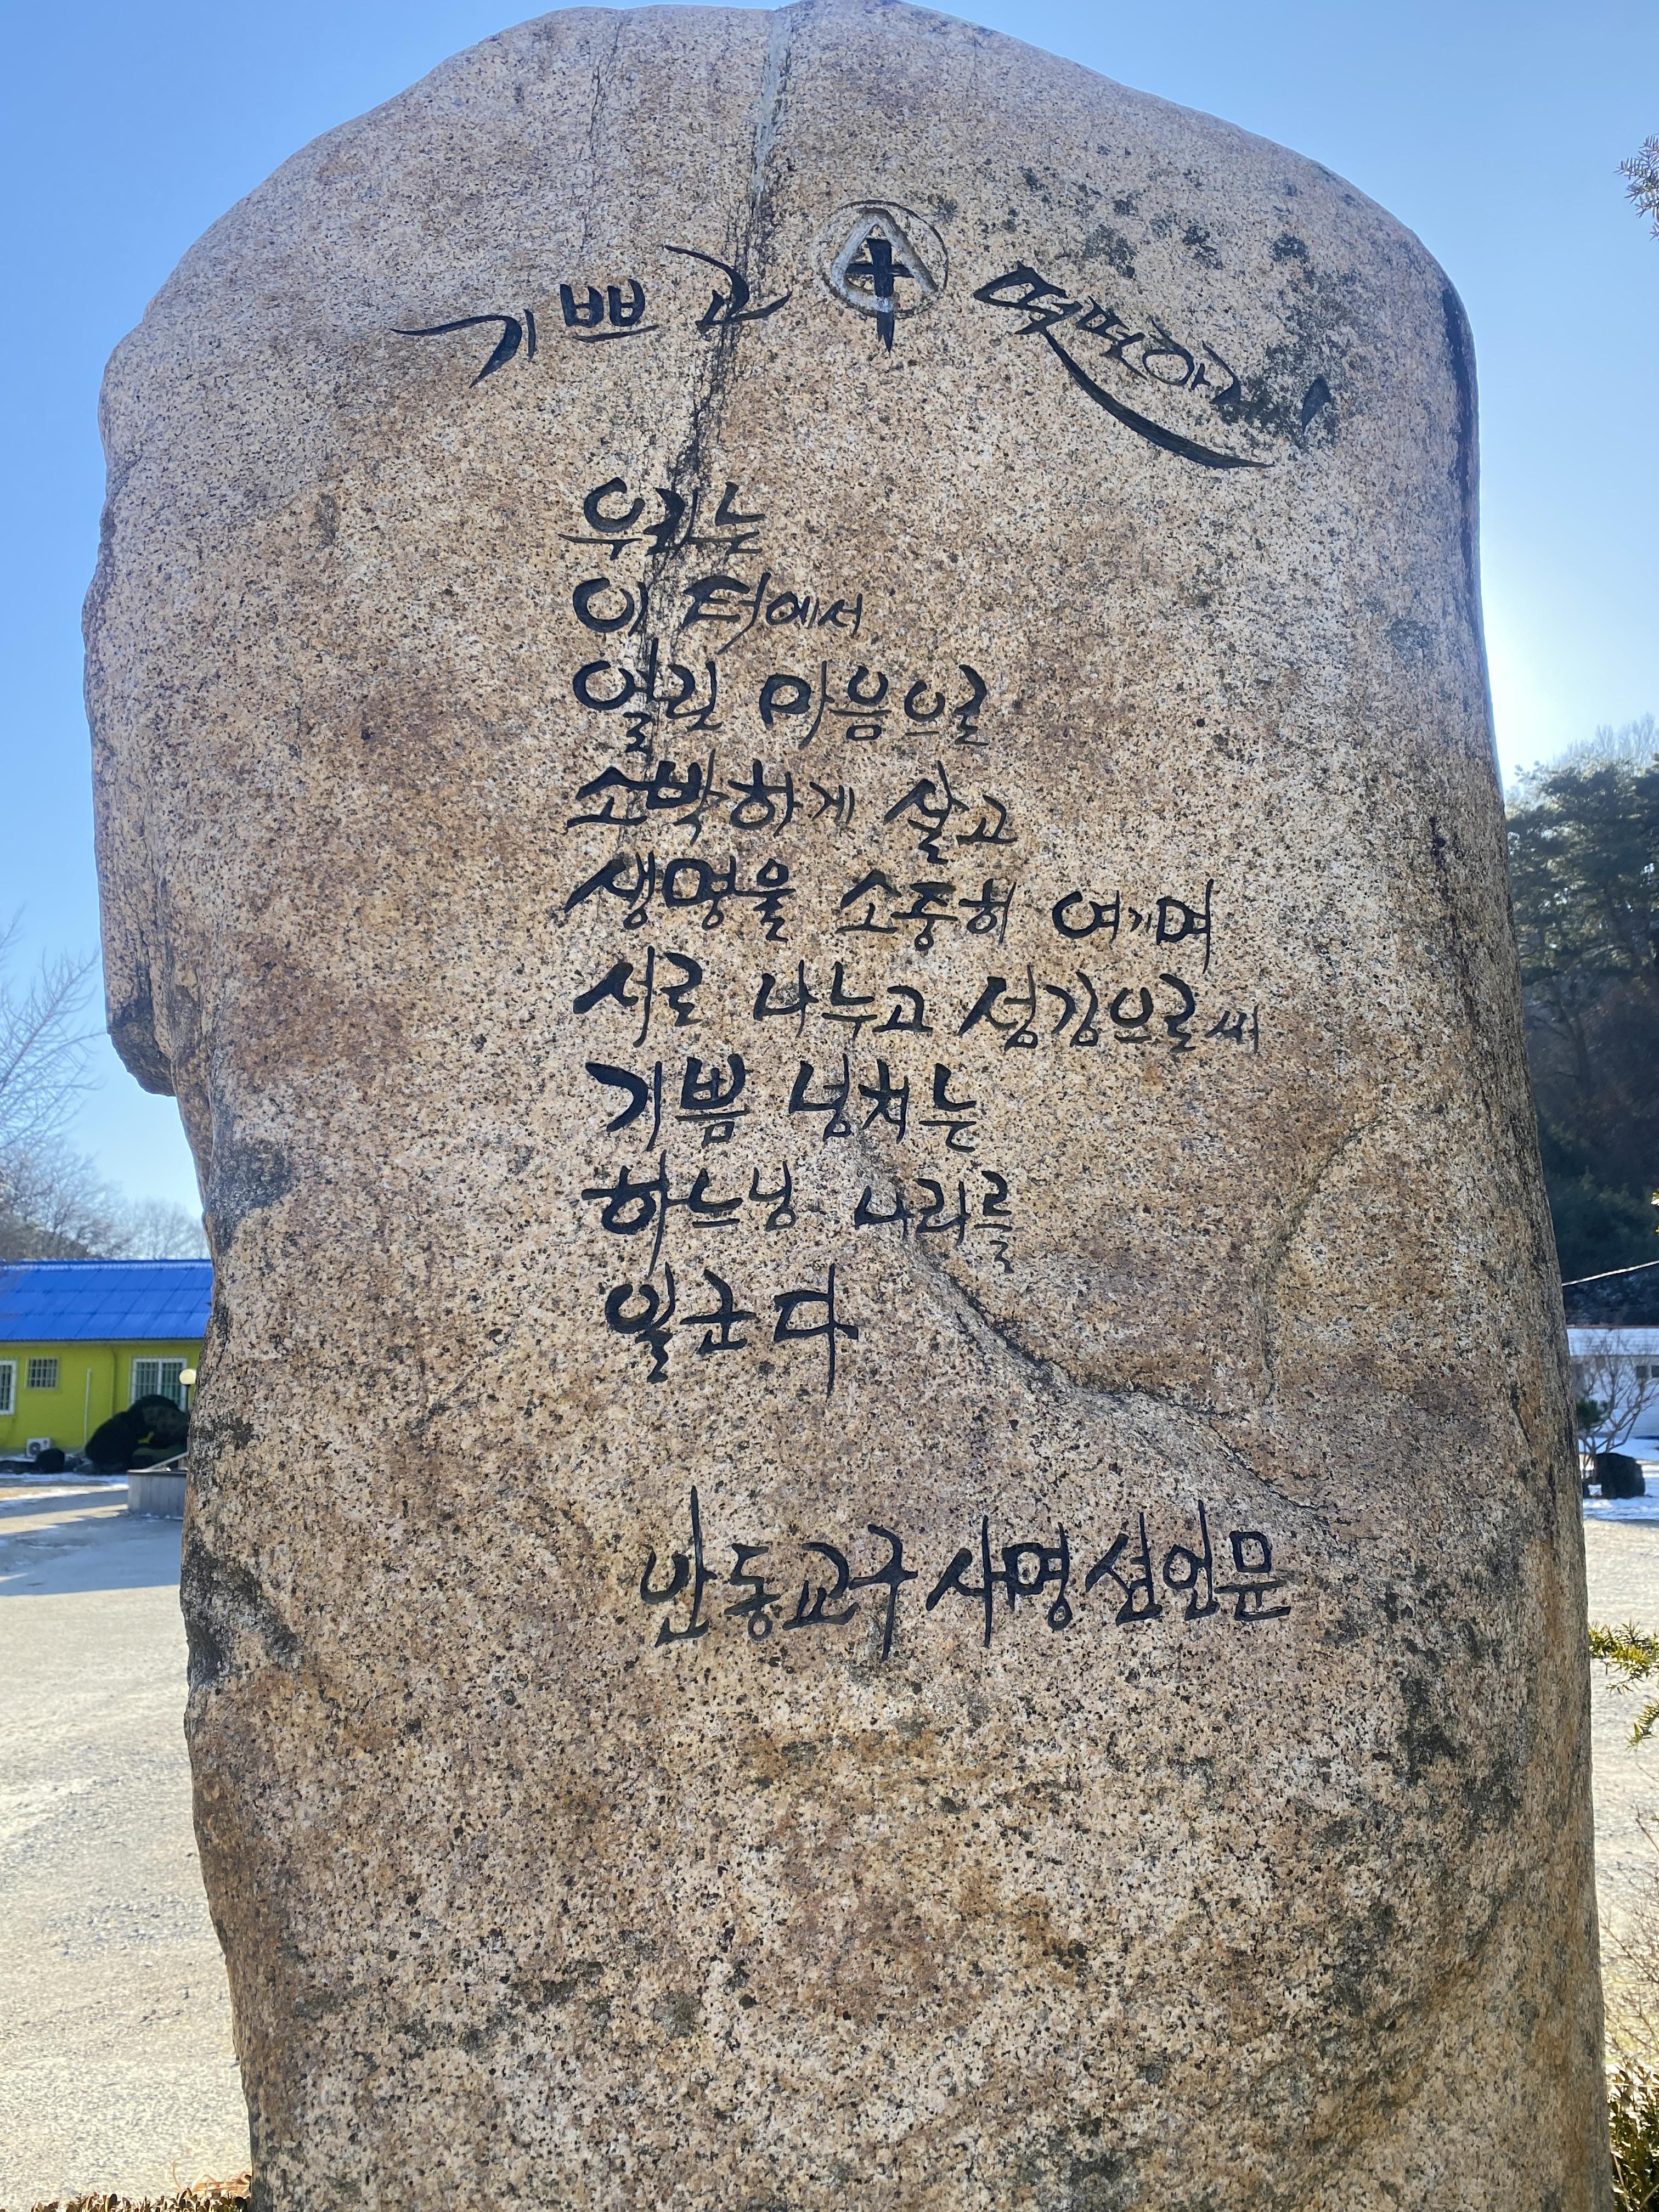 기쁘고 떳떳하게
우리는
이 터에서
열린 마음으로
소박하게 살고
생명을 소중히 여기며
서로 나누고 섬김으로써
기쁨 넘치는
하느님 나라를
일군다
안동교구 사명 선언문